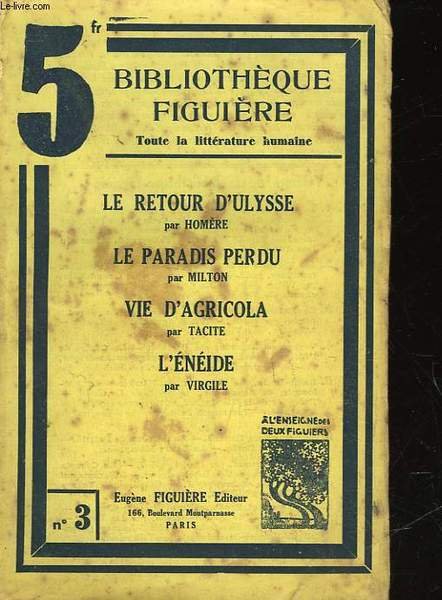 Le-livre.com
5 fr
BIBLIOTHÈQUE
FIGUIÈRE
Toute la littérature humaine
LE RETOUR D'ULYSSE
par HOMÈRE
LE PARADIS PERDU
par MILTON
VIE D'AGRICOLA
par TACITE
L'ÉNÉIDE
par VIRGILE
À L'ENSEIGNE DES
DEUX FIGUIERS
Eugène FIGUIÈRE Editeur
166, Boulevard Montparnasse
PARIS
n° 3